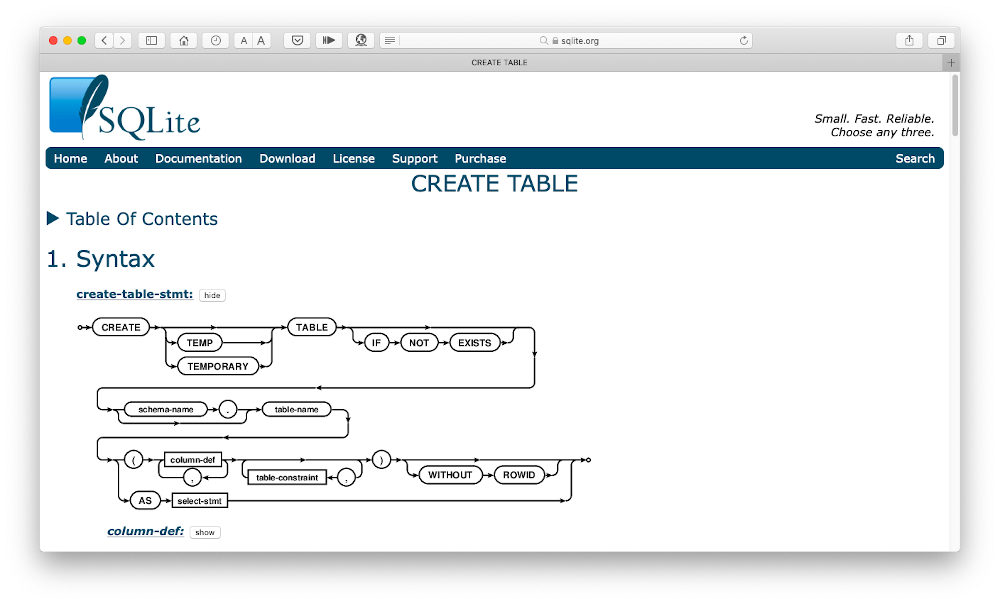 A A
sqlite.org
CREATE TABLE
SQLite
Small. Fast. Reliable.
Choose any three.
Home About Documentation Download License Support Purchase Search
CREATE TABLE
Table Of Contents
1. Syntax
create-table-stmt: hide
CREATE TABLE
TEMP IF NOT EXISTS
TEMPORARY
schema-name . table-name
( column-def )
, table-constraint , WITHOUT ROWID
AS select-stmt
column-def: show